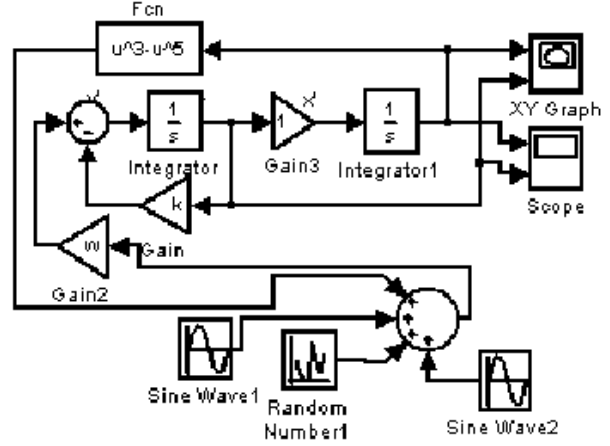 Fcn
u^3-u^5
x'
1
s
Integrator
1
Gain3
x'
1
s
Integrator1
XY Graph
Scope
k
Gain
w
Gain2
Sine Wave1
Random
Number1
Sine Wave2